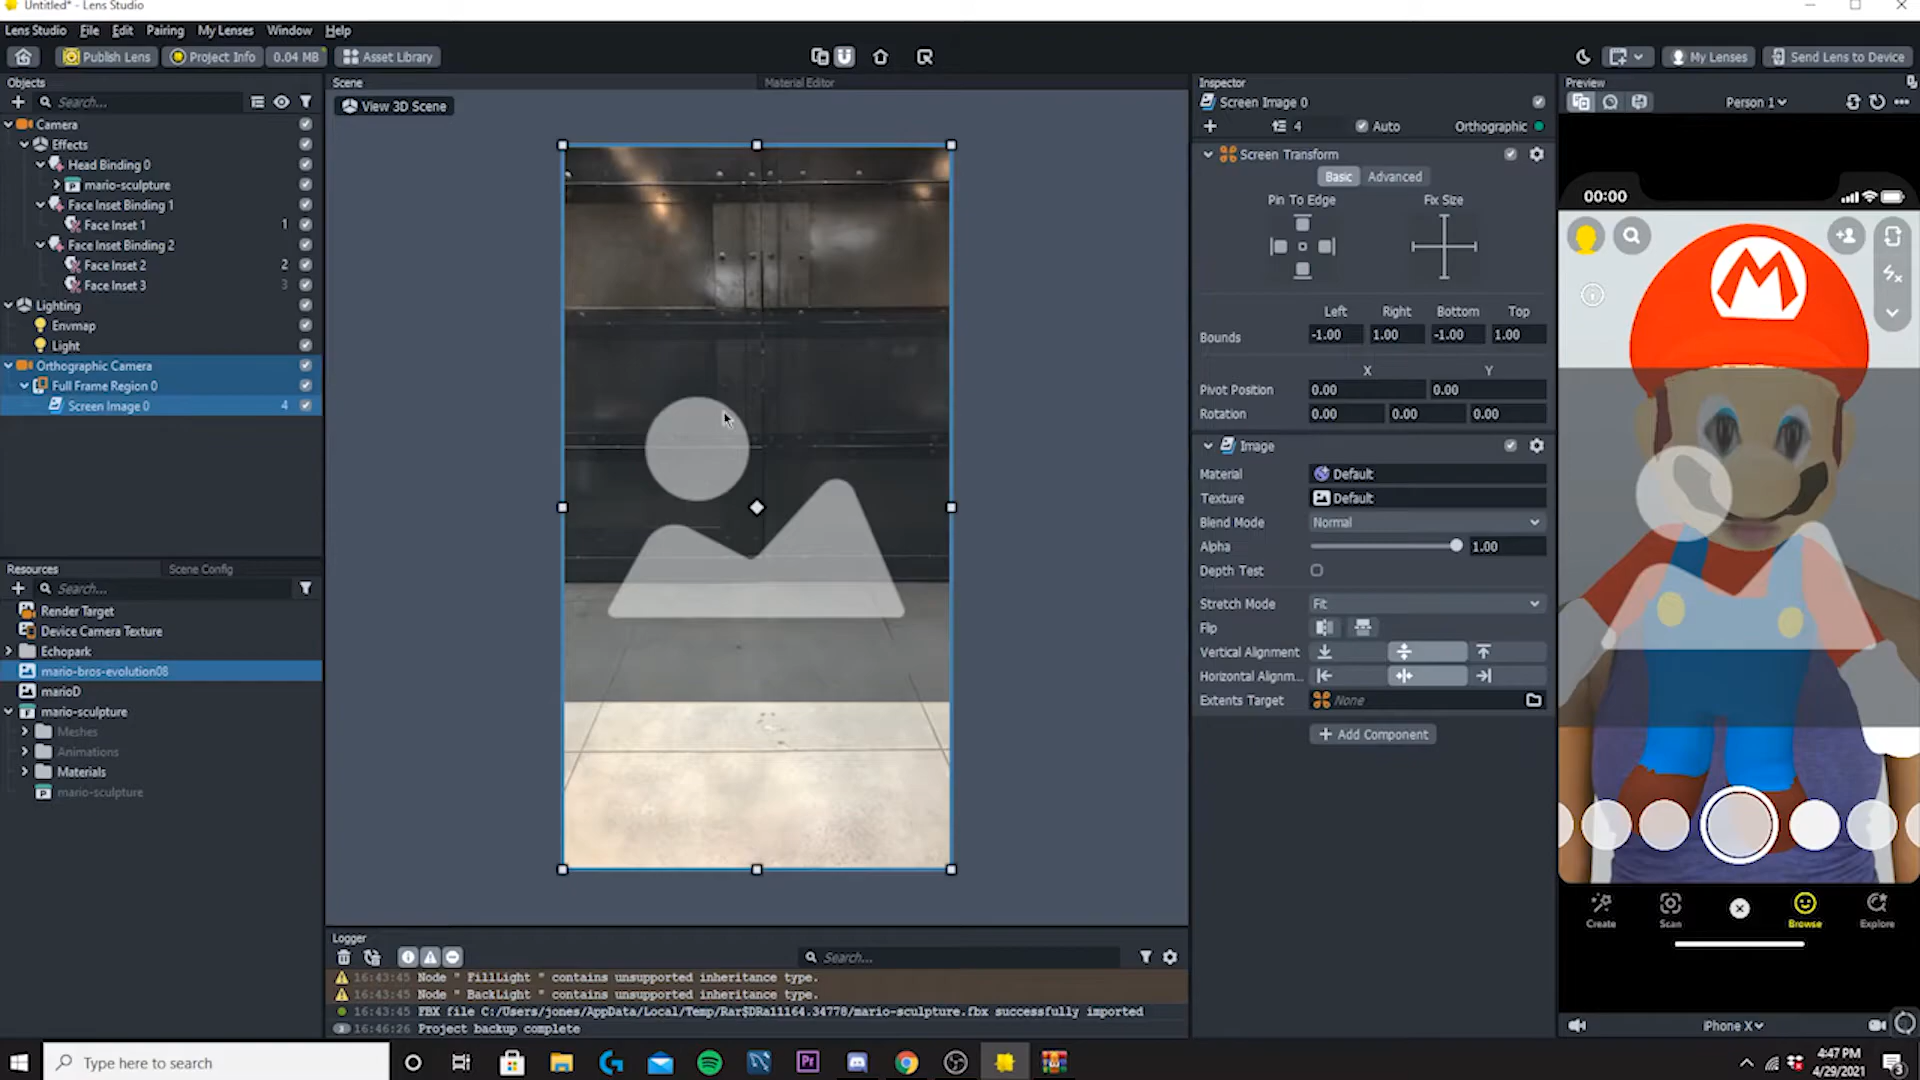 Untitled* - Lens Studio
Lens Studio File Edit Pairing My Lenses Window Help
Publish Lens Project Info 0.04 MB Asset Library My Lenses Send Lens to Device
Objects
Search...
Camera
Effects
Head Binding 0
mario-sculpture
Face Inset Binding 1
Face Inset 1 1
Face Inset Binding 2
Face Inset 2 2
Face Inset 3 3
Lighting
Envmap
Light
Orthographic Camera
Full Frame Region 0
Screen Image 0 4
Resources Scene Config
Search...
Render Target
Device Camera Texture
Echopark
mario-bros-evolution08
marioD
mario-sculpture
Meshes
Animations
Materials
mario-sculpture
Scene Material Editor
View 3D Scene
Logger
Search...
16:43:45 Node " FillLight " contains unsupported inheritance type.
16:43:45 Node " BackLight " contains unsupported inheritance type.
16:43:45 FBX file C:/Users/jones/AppData/Local/Temp/Rar$DRa11164.34778/mario-sculpture.fbx successfully imported
16:46:26 Project backup complete
Inspector
Screen Image 0
4 Auto Orthographic
Screen Transform
Basic Advanced
Pin To Edge Fix Size
Left Right Bottom Top
Bounds -1.00 1.00 -1.00 1.00
X Y
Pivot Position 0.00 0.00
Rotation 0.00 0.00 0.00
Image
Material Default
Texture Default
Blend Mode Normal
Alpha 1.00
Depth Test
Stretch Mode Fit
Flip
Vertical Alignment
Horizontal Alignm...
Extents Target None
Add Component
Preview
Person 1
00:00
M
Create Scan Browse Explore
iPhone X
Type here to search
Pr
4:47 PM
4/29/2021
3